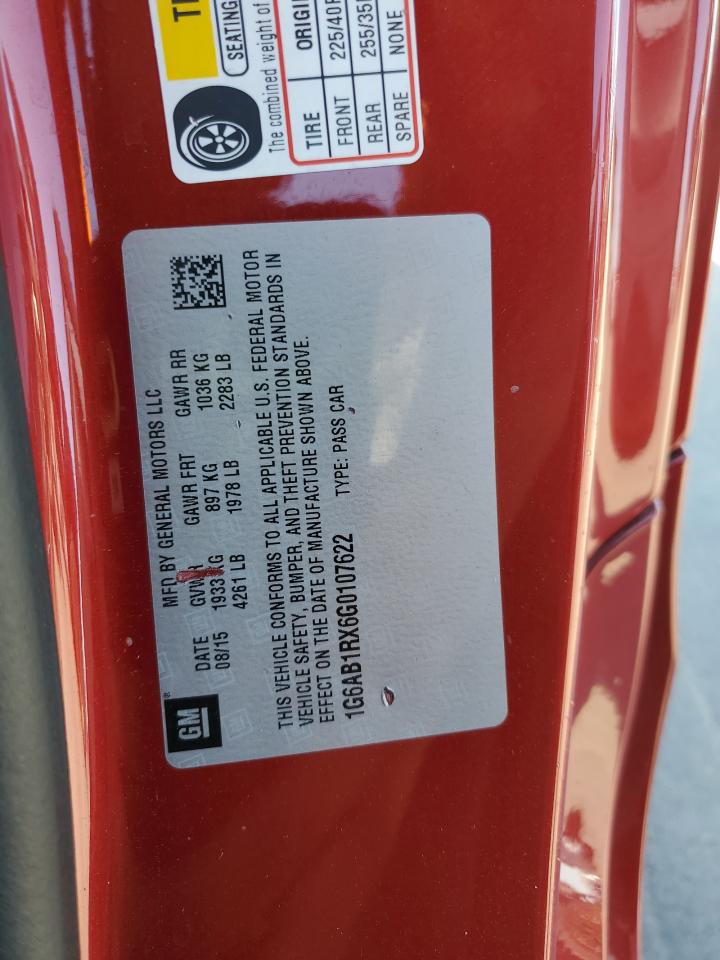 GM
MFD BY GENERAL MOTORS LLC
DATE GVWR GAWR FRT GAWR RR
08/15 1933 KG 897 KG 1036 KG
4261 LB 1978 LB 2283 LB
THIS VEHICLE CONFORMS TO ALL APPLICABLE U.S. FEDERAL MOTOR
VEHICLE SAFETY, BUMPER, AND THEFT PREVENTION STANDARDS IN
EFFECT ON THE DATE OF MANUFACTURE SHOWN ABOVE.
1G6AB1RX6G0107622 TYPE: PASS CAR
SEATING
The combined weight of
TIRE
FRONT 225/40
REAR 255/35
SPARE NONE